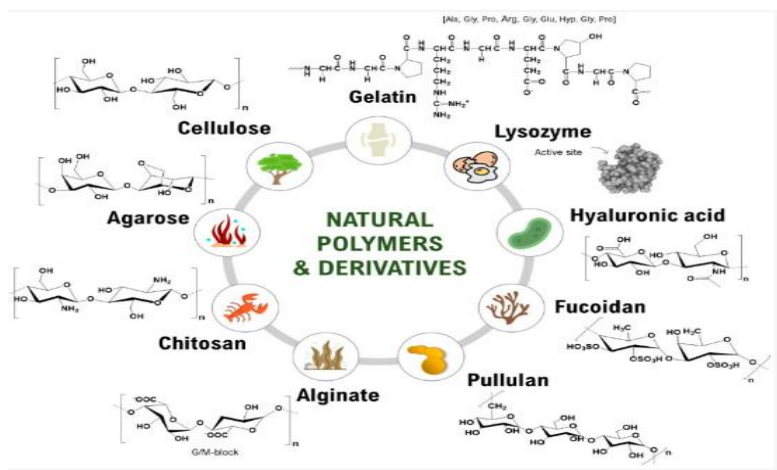 [Ala, Gly, Pro, Arg, Gly, Glu, Hyp, Gly, Pro]
Gelatin
Cellulose
Lysozyme
Active site
Agarose
NATURAL
POLYMERS
& DERIVATIVES
Hyaluronic acid
Chitosan
Fucoidan
Alginate
Pullulan
G/M-block